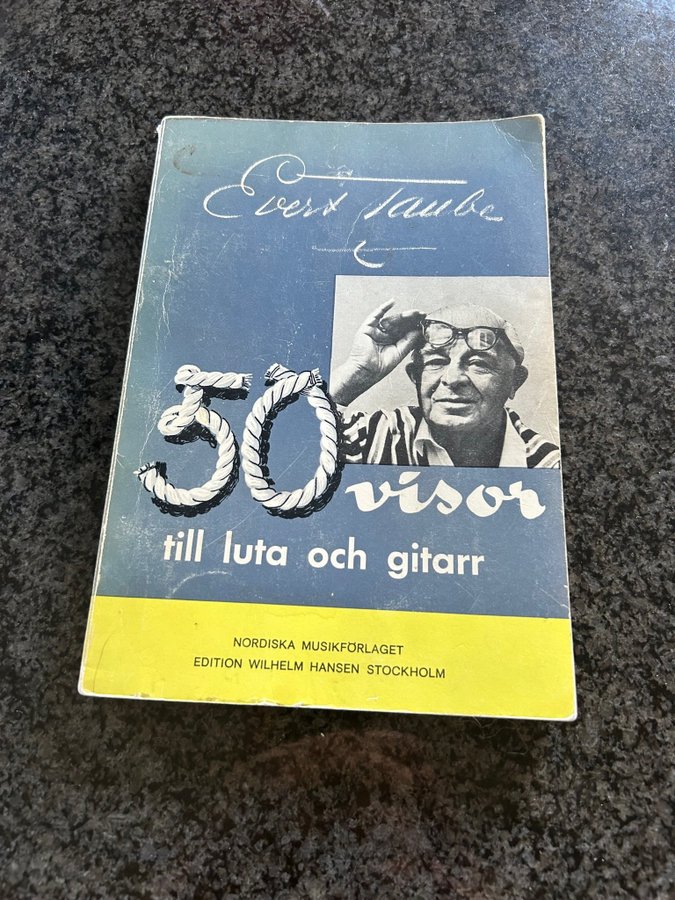 Evert Taube
50 visor
till luta och gitarr
NORDISKA MUSIKFÖRLAGET
EDITION WILHELM HANSEN STOCKHOLM